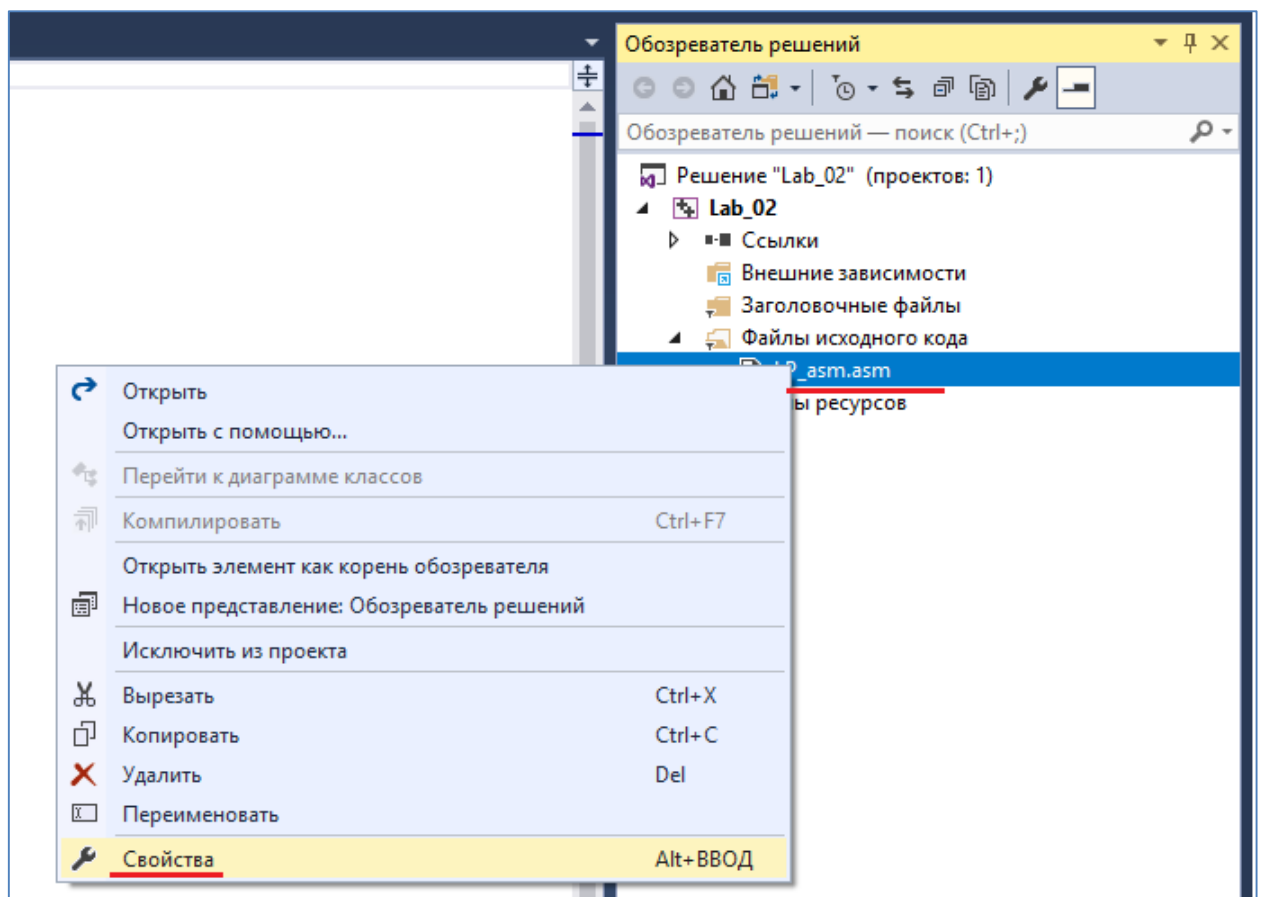 Обозреватель решений
Обозреватель решений — поиск (Ctrl+;)
Решение "Lab_02" (проектов: 1)
Lab_02
Ссылки
Внешние зависимости
Заголовочные файлы
Файлы исходного кода
_asm.asm
ы ресурсов
Открыть
Открыть с помощью...
Перейти к диаграмме классов
Компилировать Ctrl+F7
Открыть элемент как корень обозревателя
Новое представление: Обозреватель решений
Исключить из проекта
Вырезать Ctrl+X
Копировать Ctrl+C
Удалить Del
Переименовать
Свойства Alt+ВВОД